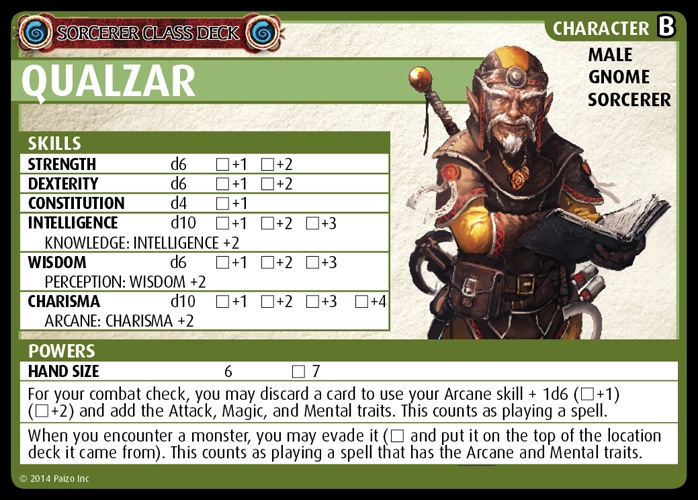 SORCERER CLASS DECK
CHARACTER B
QUALZAR
MALE
GNOME
SORCERER
SKILLS
STRENGTH d6 □+1 □+2
DEXTERITY d6 □+1 □+2
CONSTITUTION d4 □+1
INTELLIGENCE d10 □+1 □+2 □+3
KNOWLEDGE: INTELLIGENCE +2
WISDOM d6 □+1 □+2 □+3
PERCEPTION: WISDOM +2
CHARISMA d10 □+1 □+2 □+3 □+4
ARCANE: CHARISMA +2
POWERS
HAND SIZE 6 □ 7
For your combat check, you may discard a card to use your Arcane skill + 1d6 (□+1)
(□+2) and add the Attack, Magic, and Mental traits. This counts as playing a spell.
When you encounter a monster, you may evade it (□ and put it on the top of the location
deck it came from). This counts as playing a spell that has the Arcane and Mental traits.
© 2014 Paizo Inc